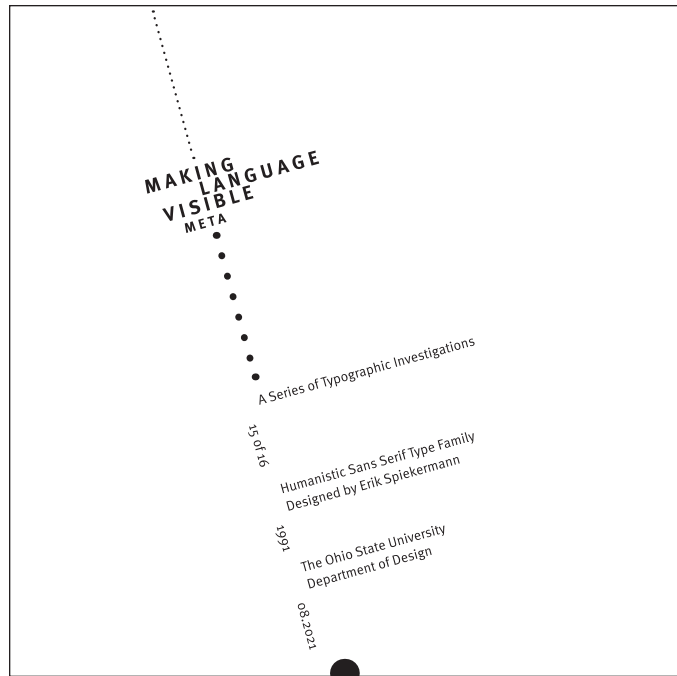 MAKING
LANGUAGE
VISIBLE
META
A Series of Typographic Investigations
15 of 16
Humanistic Sans Serif Type Family
Designed by Erik Spiekermann
1991
The Ohio State University
Department of Design
08.2021